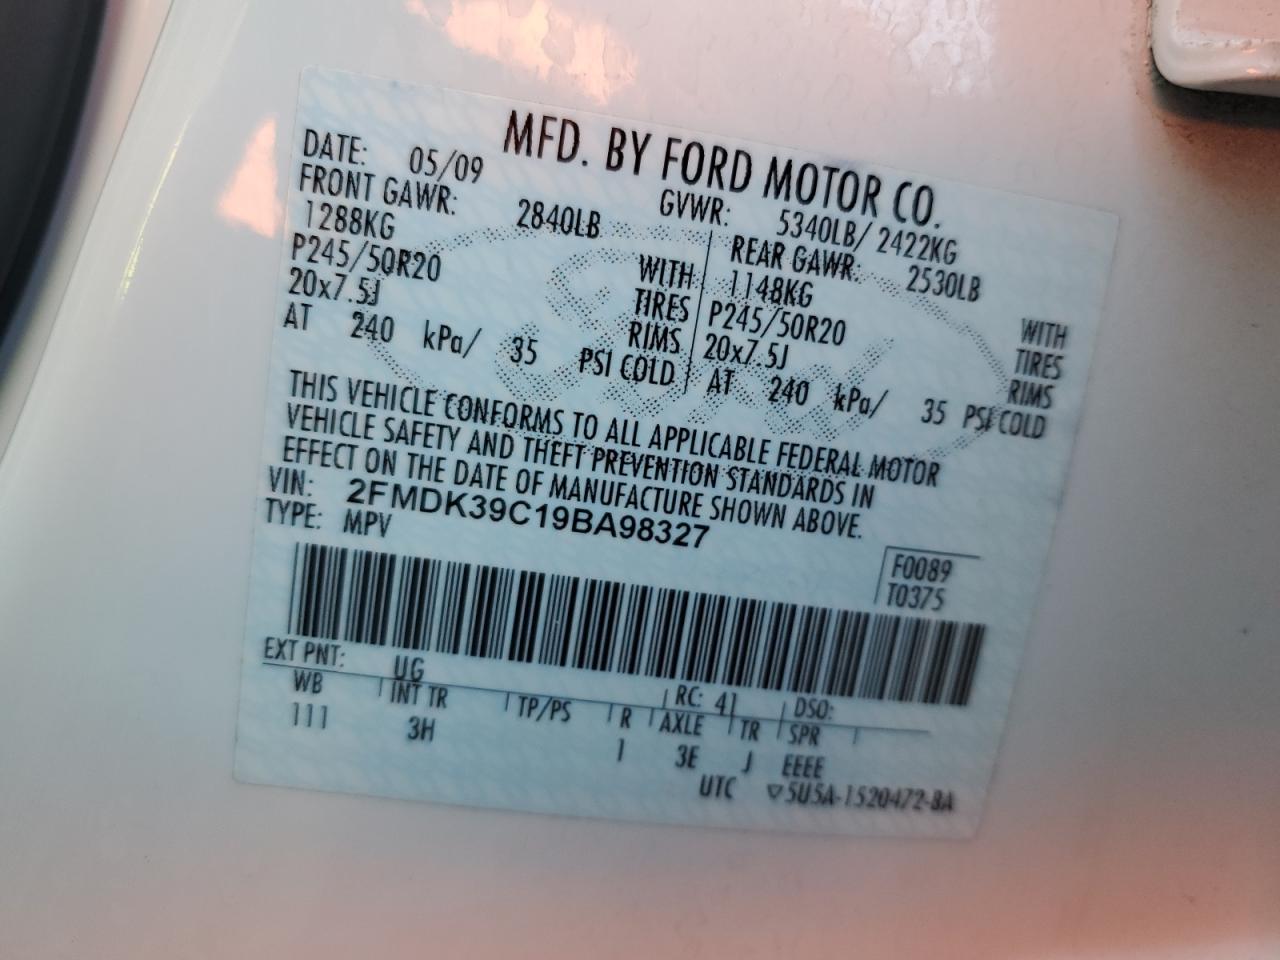 MFD. BY FORD MOTOR CO.
DATE: 05/09 GVWR: 5340LB/ 2422KG
FRONT GAWR: 2840LB REAR GAWR: 2530LB
1288KG WITH 1148KG WITH
P245/50R20 TIRES P245/50R20 TIRES
20x7.5J RIMS 20x7.5J RIMS
AT 240 kPa/ 35 PSI COLD AT 240 kPa/ 35 PSI COLD
THIS VEHICLE CONFORMS TO ALL APPLICABLE FEDERAL MOTOR
VEHICLE SAFETY AND THEFT PREVENTION STANDARDS IN
EFFECT ON THE DATE OF MANUFACTURE SHOWN ABOVE.
VIN: 2FMDK39C19BA98327
TYPE: MPV
F0089
T0375
EXT PNT: UG RC: 41 DSO:
WB INT TR TP/PS R AXLE TR SPR
111 3H 1 3E J EEEE
UTC ▽5U5A-1520472-BA